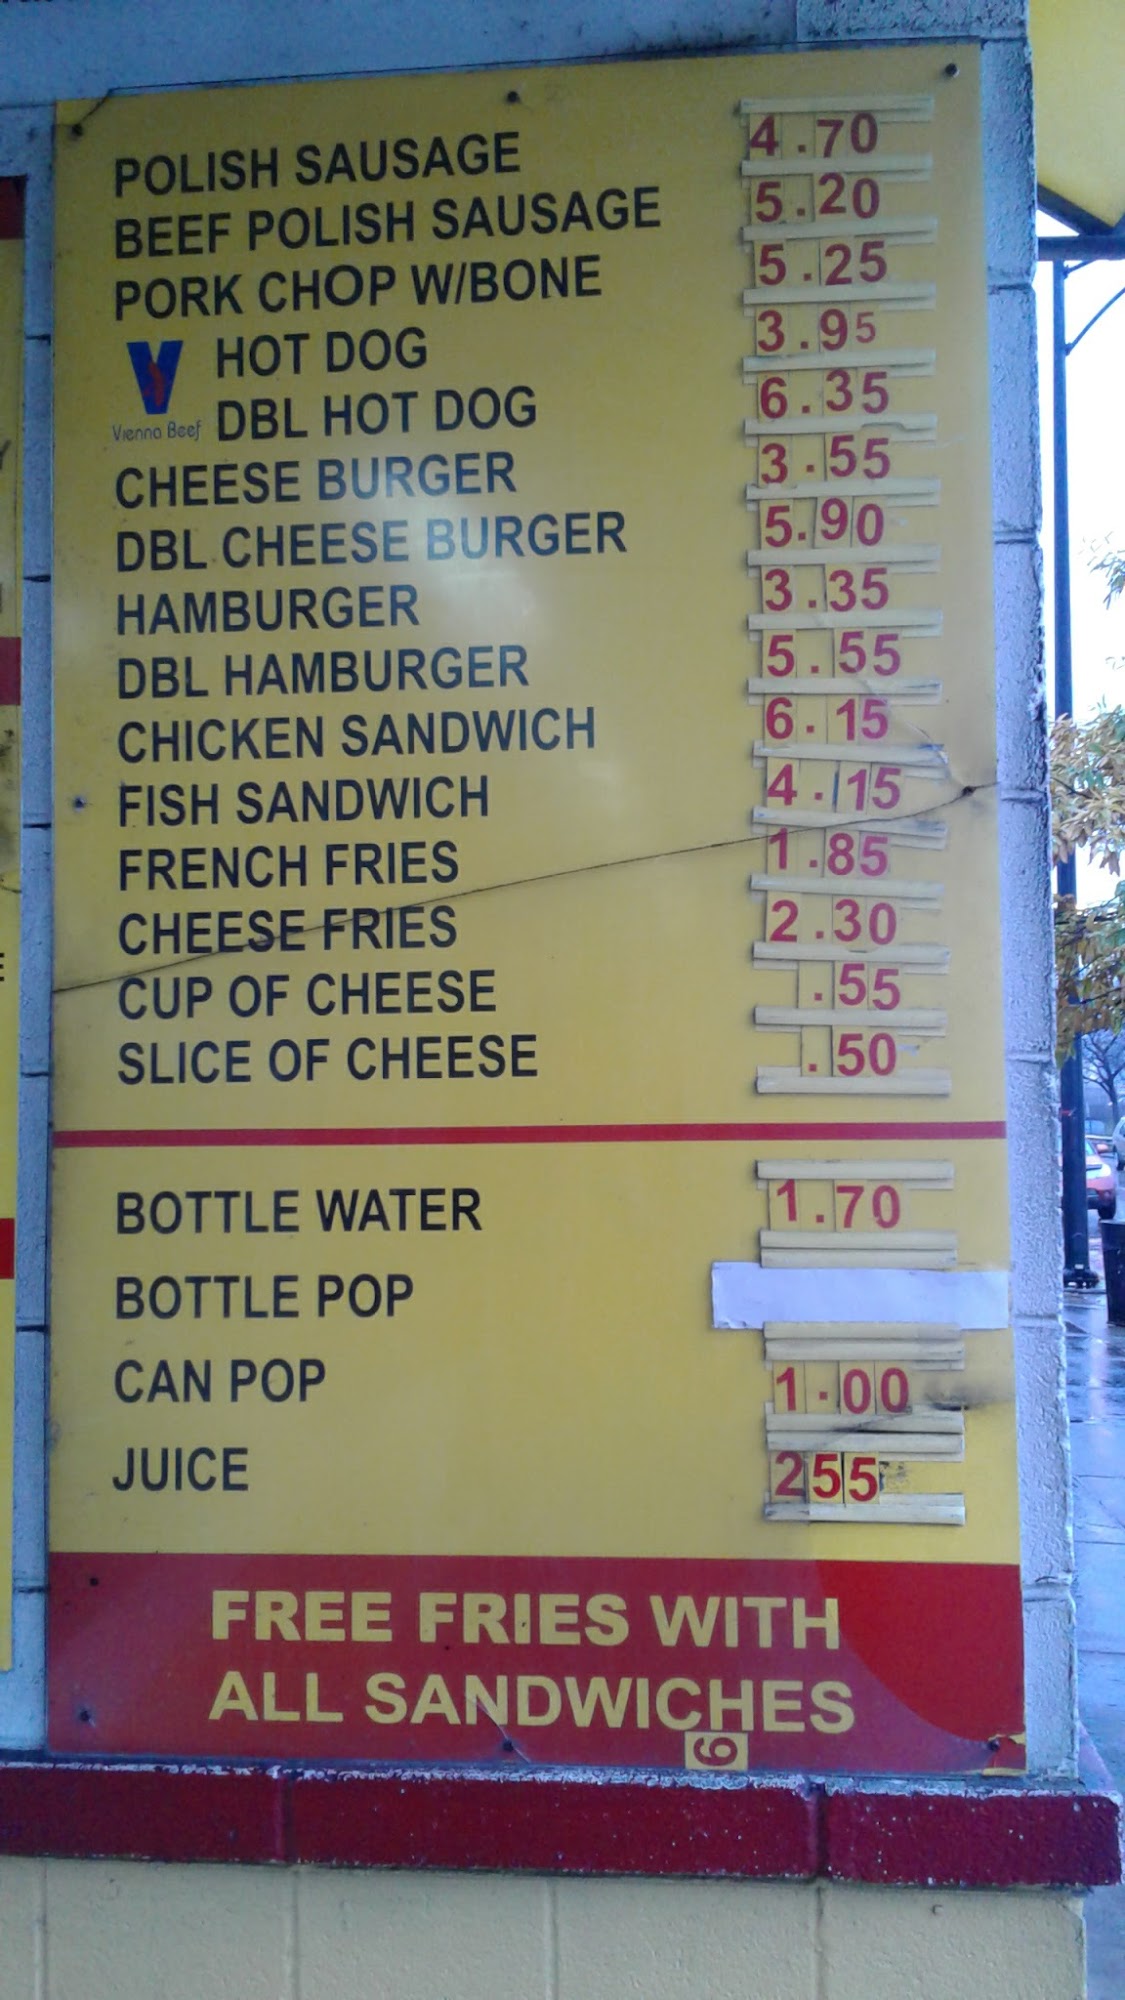 POLISH SAUSAGE 4.70
BEEF POLISH SAUSAGE 5.20
PORK CHOP W/BONE 5.25
HOT DOG 3.95
Vienna Beef
DBL HOT DOG 6.35
CHEESE BURGER 3.55
DBL CHEESE BURGER 5.90
HAMBURGER 3.35
DBL HAMBURGER 5.55
CHICKEN SANDWICH 6.15
FISH SANDWICH 4.15
FRENCH FRIES 1.85
CHEESE FRIES 2.30
CUP OF CHEESE .55
SLICE OF CHEESE .50
BOTTLE WATER 1.70
BOTTLE POP
CAN POP 1.00
JUICE 255
FREE FRIES WITH
ALL SANDWICHES
6